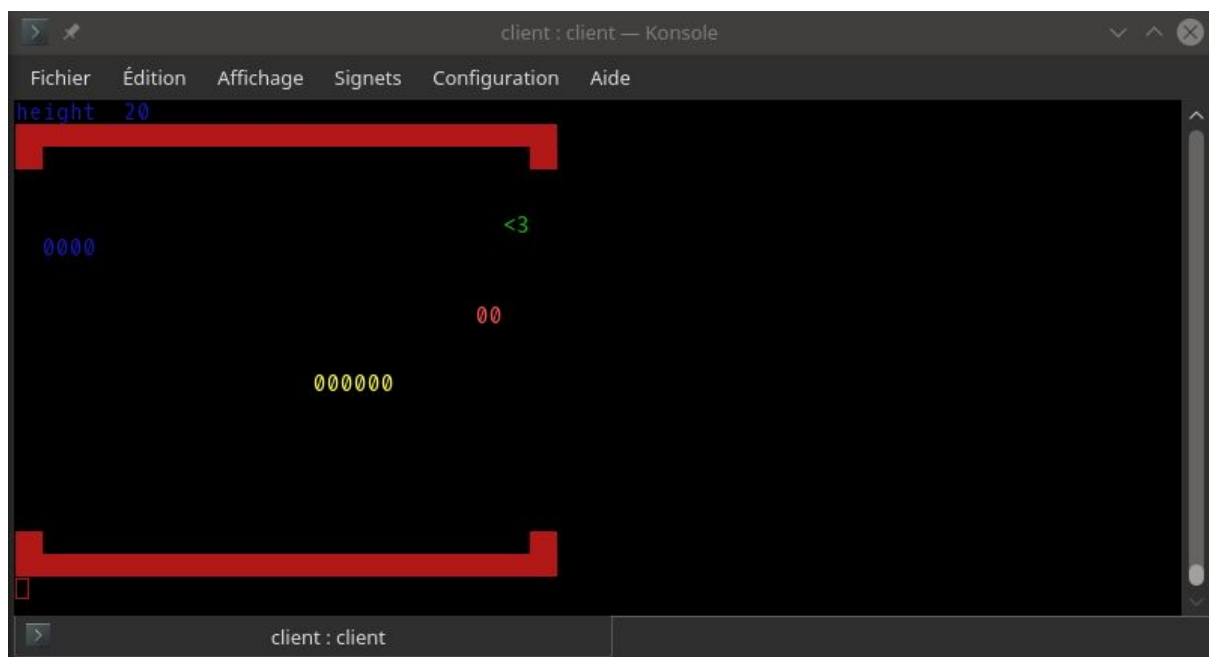 client : client — Konsole
Fichier Édition Affichage Signets Configuration Aide
height 20
<3
0000
00
000000
client : client